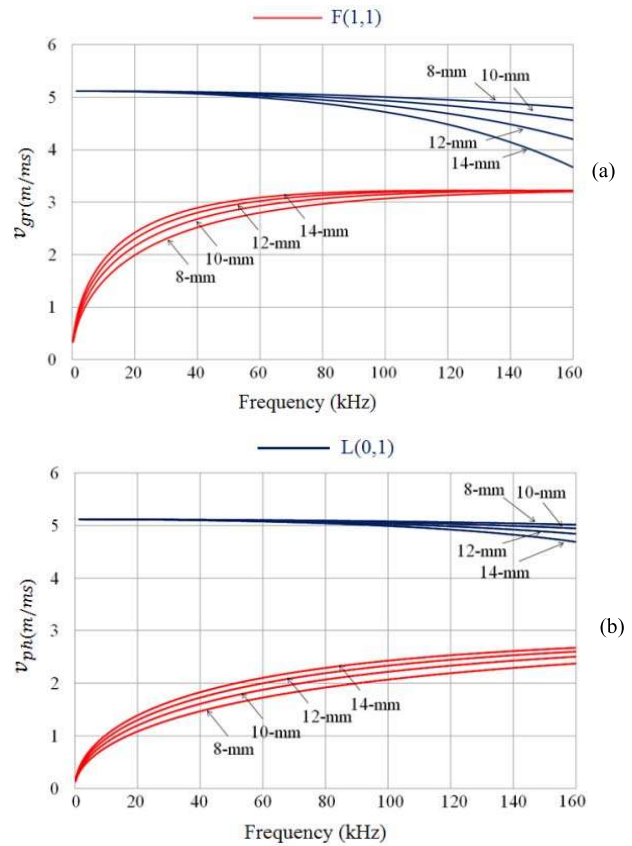 F(1,1)
6
5
4
3
2
1
0
v_gr(m/ms)
8-mm
10-mm
12-mm
14-mm
14-mm
12-mm
10-mm
8-mm
0 20 40 60 80 100 120 140 160
Frequency (kHz)
(a)
L(0,1)
6
5
4
3
2
1
0
v_ph(m/ms)
8-mm
10-mm
12-mm
14-mm
14-mm
12-mm
10-mm
8-mm
0 20 40 60 80 100 120 140 160
Frequency (kHz)
(b)